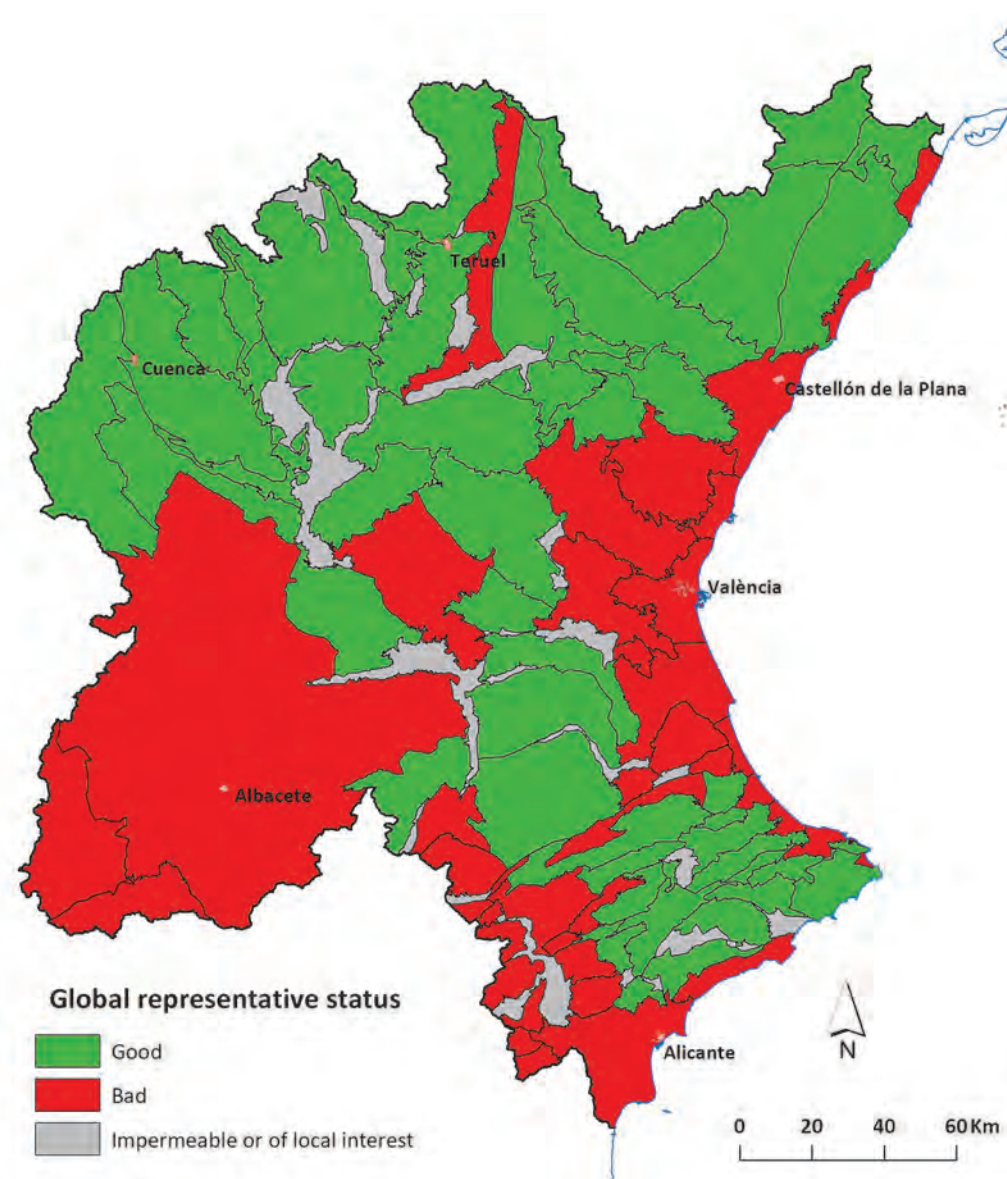 Teruel
Cuenca
Castellón de la Plana
València
Albacete
Alicante
Global representative status
Good
Bad
Impermeable or of local interest
N
0 20 40 60 Km